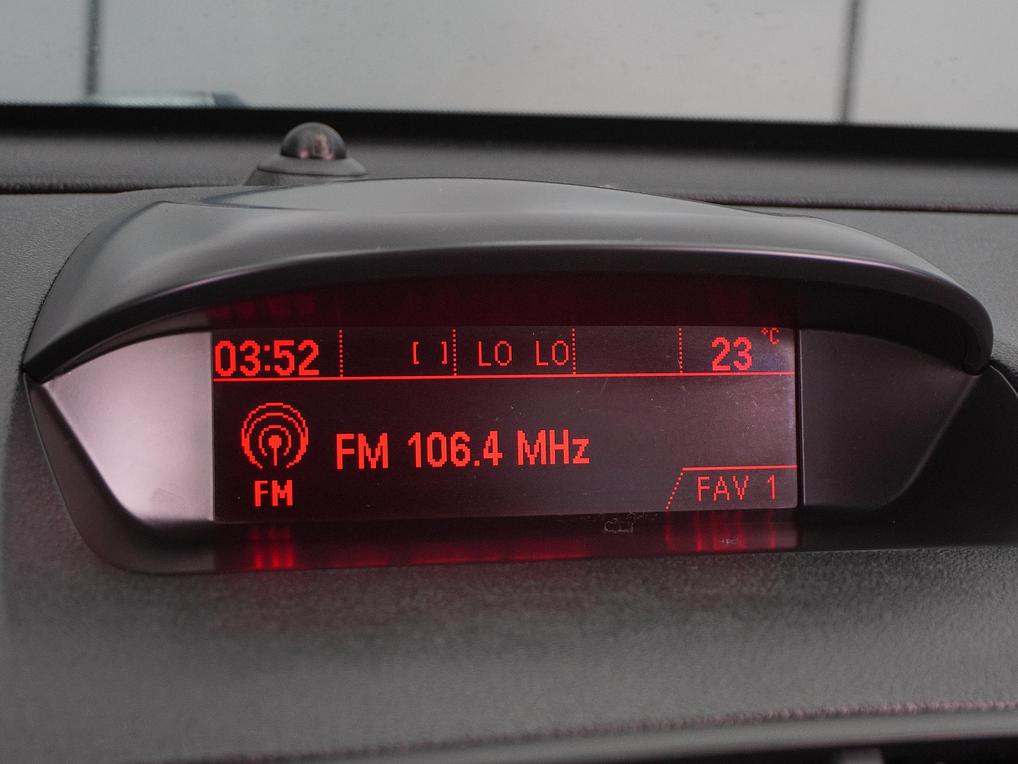 03:52 [ ] LO LO 23 °C
FM 106.4 MHz
FM
FAV 1